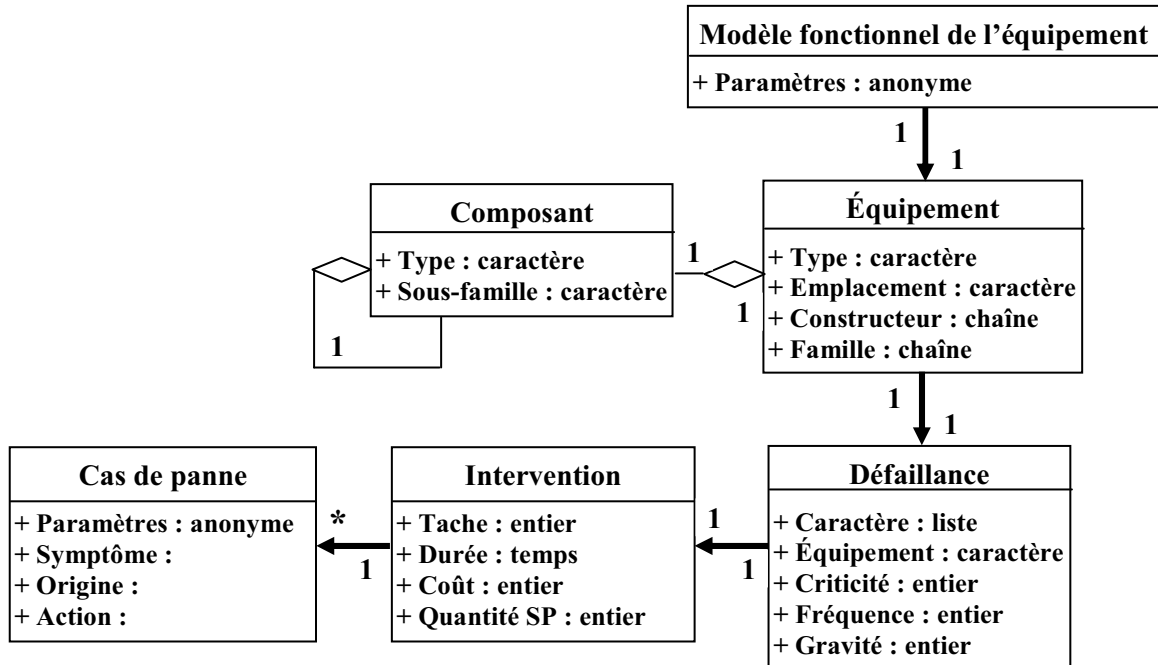 Modèle fonctionnel de l'équipement
+ Paramètres : anonyme
1
1
Composant
+ Type : caractère
+ Sous-famille : caractère
1
1
1
Équipement
+ Type : caractère
+ Emplacement : caractère
+ Constructeur : chaîne
+ Famille : chaîne
1
1
Cas de panne
+ Paramètres : anonyme
+ Symptôme :
+ Origine :
+ Action :
*
1
Intervention
+ Tache : entier
+ Durée : temps
+ Coût : entier
+ Quantité SP : entier
1
1
Défaillance
+ Caractère : liste
+ Équipement : caractère
+ Criticité : entier
+ Fréquence : entier
+ Gravité : entier